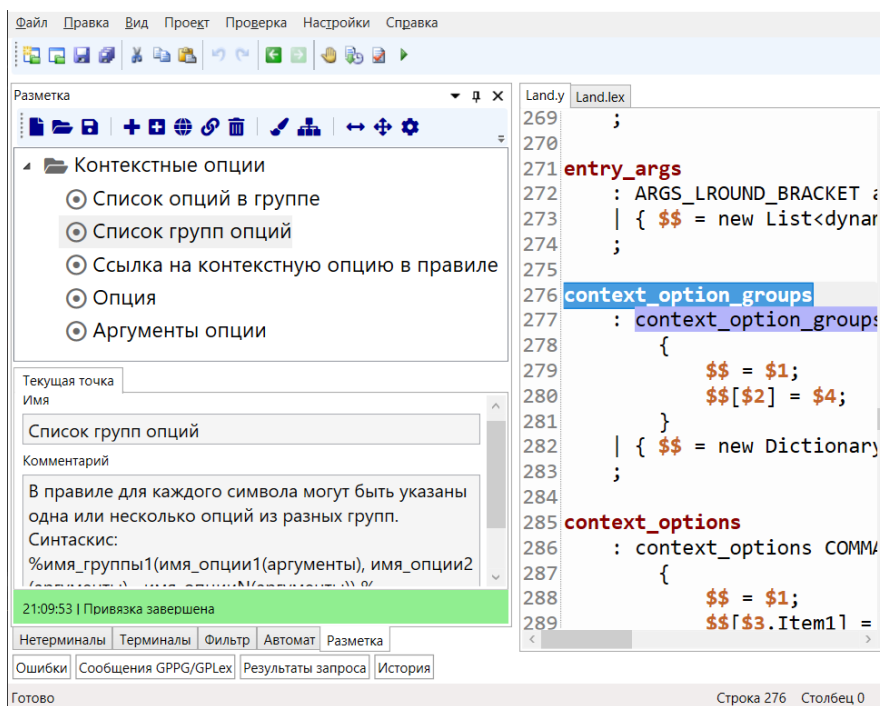 Файл Правка Вид Проект Проверка Настройки Справка
Разметка
Контекстные опции
Список опций в группе
Список групп опций
Ссылка на контекстную опцию в правиле
Опция
Аргументы опции
Текущая точка
Имя
Список групп опций
Комментарий
В правиле для каждого символа могут быть указаны
одна или несколько опций из разных групп.
Синтаскис:
%имя_группы1(имя_опции1(аргументы), имя_опции2
21:09:53 | Привязка завершена
Нетерминалы Терминалы Фильтр Автомат Разметка
Land.y Land.lex
269 ;
270
271 entry_args
272 : ARGS_LROUND_BRACKET
273 | { $$ = new List<dynar
274 ;
275
276 context_option_groups
277 : context_option_groups
278 {
279 $$ = $1;
280 $$[$2] = $4;
281 }
282 | { $$ = new Dictionary
283 ;
284
285 context_options
286 : context_options COMMA
287 {
288 $$ = $1;
289 $$[$3.Item1] =
Ошибки Сообщения GPPG/GPLex Результаты запроса История
Готово Строка 276 Столбец 0